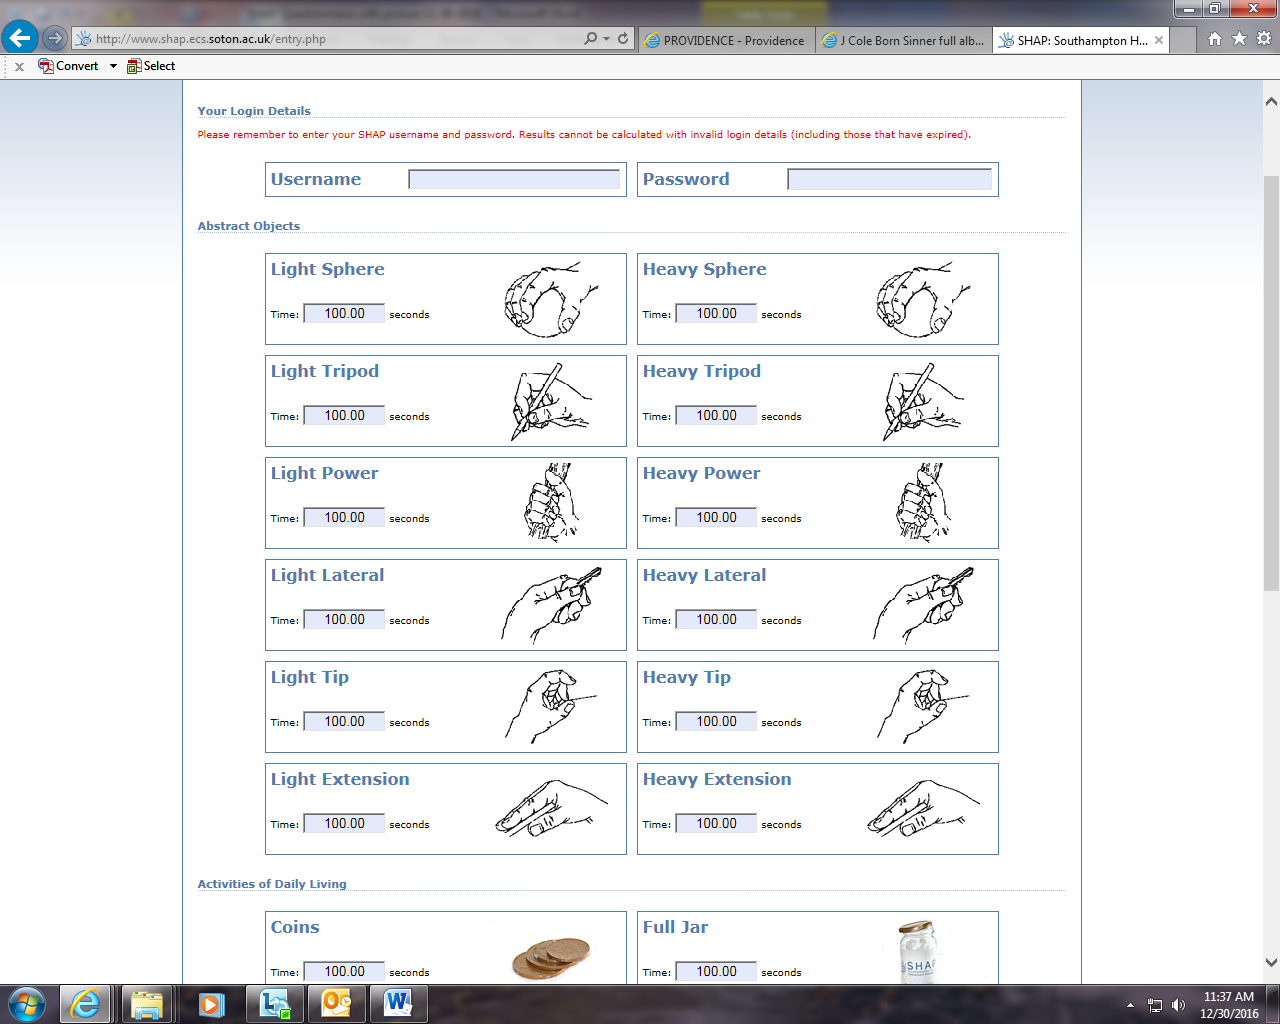 http://www.shap.ecs.soton.ac.uk/entry.php
PROVIDENCE - Providence
J Cole Born Sinner full alb...
SHAP: Southampton H...
x Convert Select
Your Login Details
Please remember to enter your SHAP username and password. Results cannot be calculated with invalid login details (including those that have expired).
Username
Password
Abstract Objects
Light Sphere
Time: 100.00 seconds
Heavy Sphere
Time: 100.00 seconds
Light Tripod
Time: 100.00 seconds
Heavy Tripod
Time: 100.00 seconds
Light Power
Time: 100.00 seconds
Heavy Power
Time: 100.00 seconds
Light Lateral
Time: 100.00 seconds
Heavy Lateral
Time: 100.00 seconds
Light Tip
Time: 100.00 seconds
Heavy Tip
Time: 100.00 seconds
Light Extension
Time: 100.00 seconds
Heavy Extension
Time: 100.00 seconds
Activities of Daily Living
Coins
Time: 100.00 seconds
Full Jar
Time: 100.00 seconds
SHAP
11:37 AM
12/30/2016